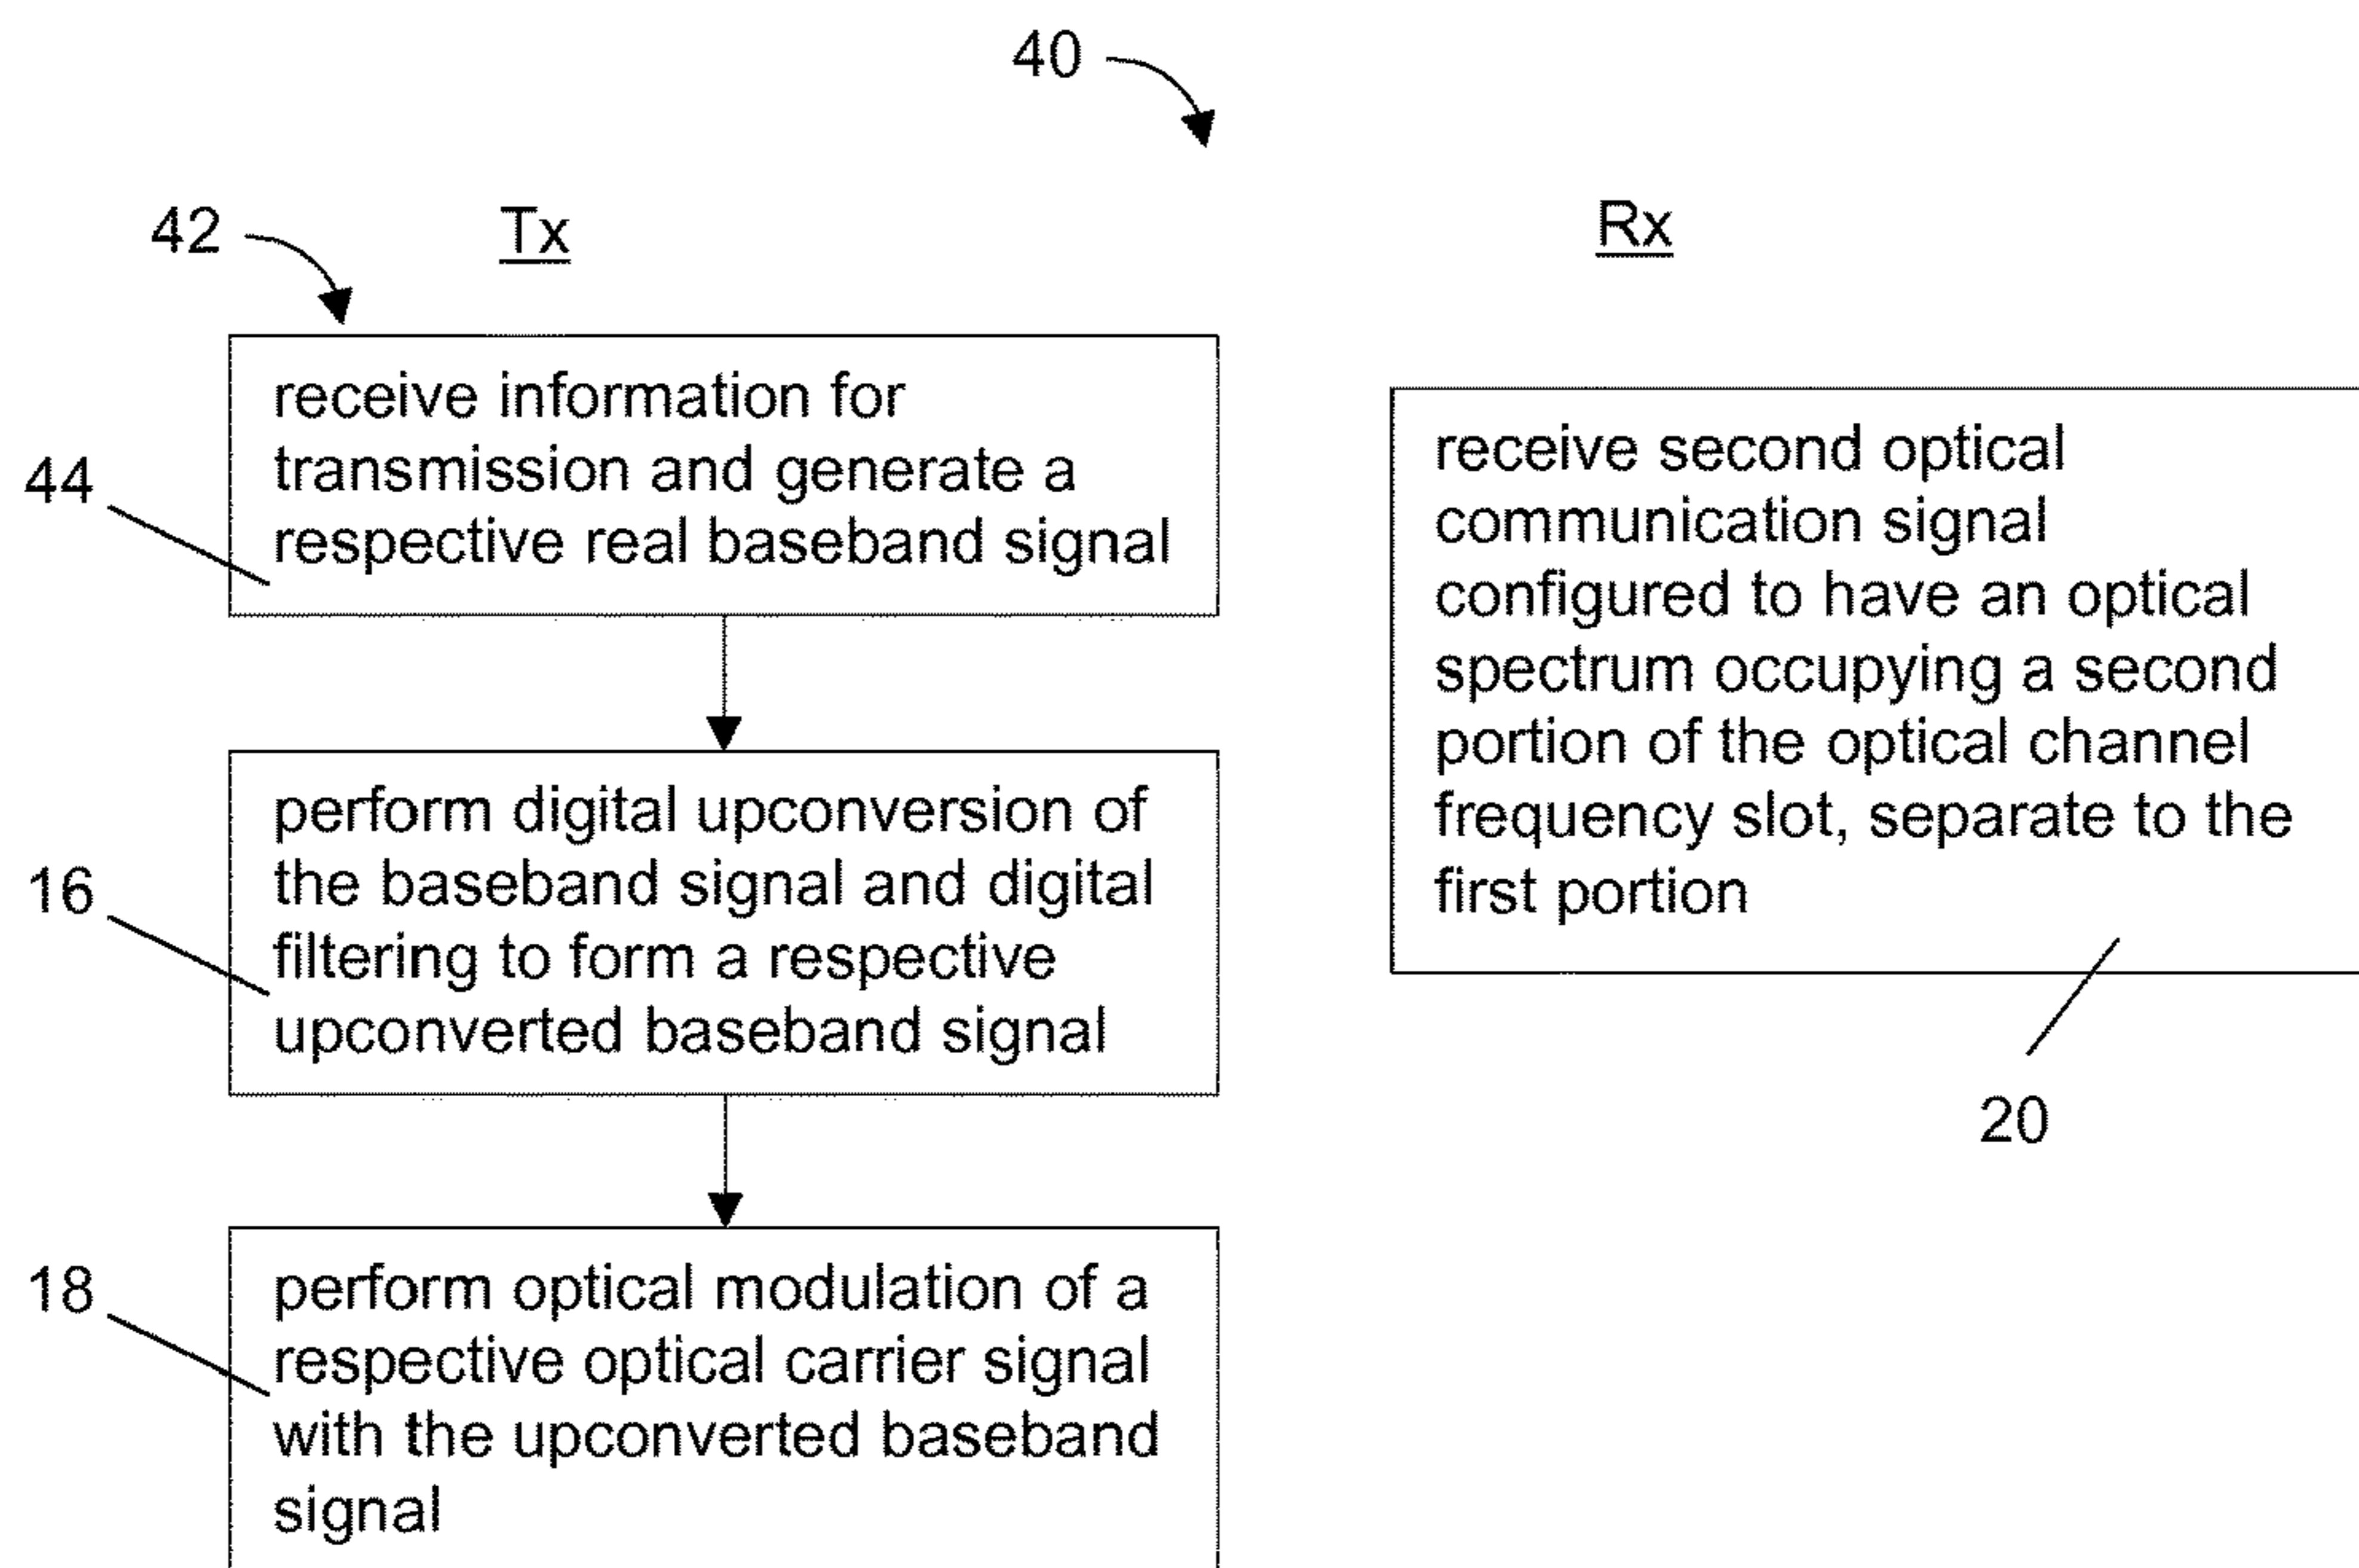 40
42
Tx
Rx
44
receive information for
transmission and generate a
respective real baseband signal
16
perform digital upconversion of
the baseband signal and digital
filtering to form a respective
upconverted baseband signal
18
perform optical modulation of a
respective optical carrier signal
with the upconverted baseband
signal
receive second optical
communication signal
configured to have an optical
spectrum occupying a second
portion of the optical channel
frequency slot, separate to the
first portion
20